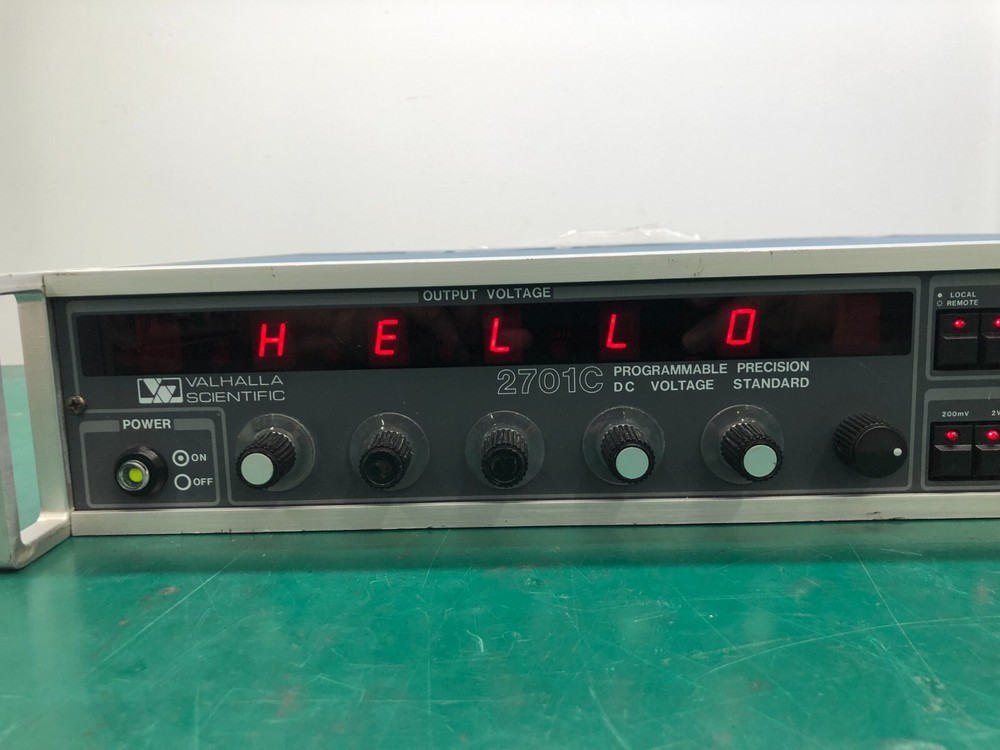 OUTPUT VOLTAGE
HELLO
VALHALLA
SCIENTIFIC
2701C
PROGRAMMABLE PRECISION
DC VOLTAGE STANDARD
POWER
ON
OFF
LOCAL
REMOTE
200mV